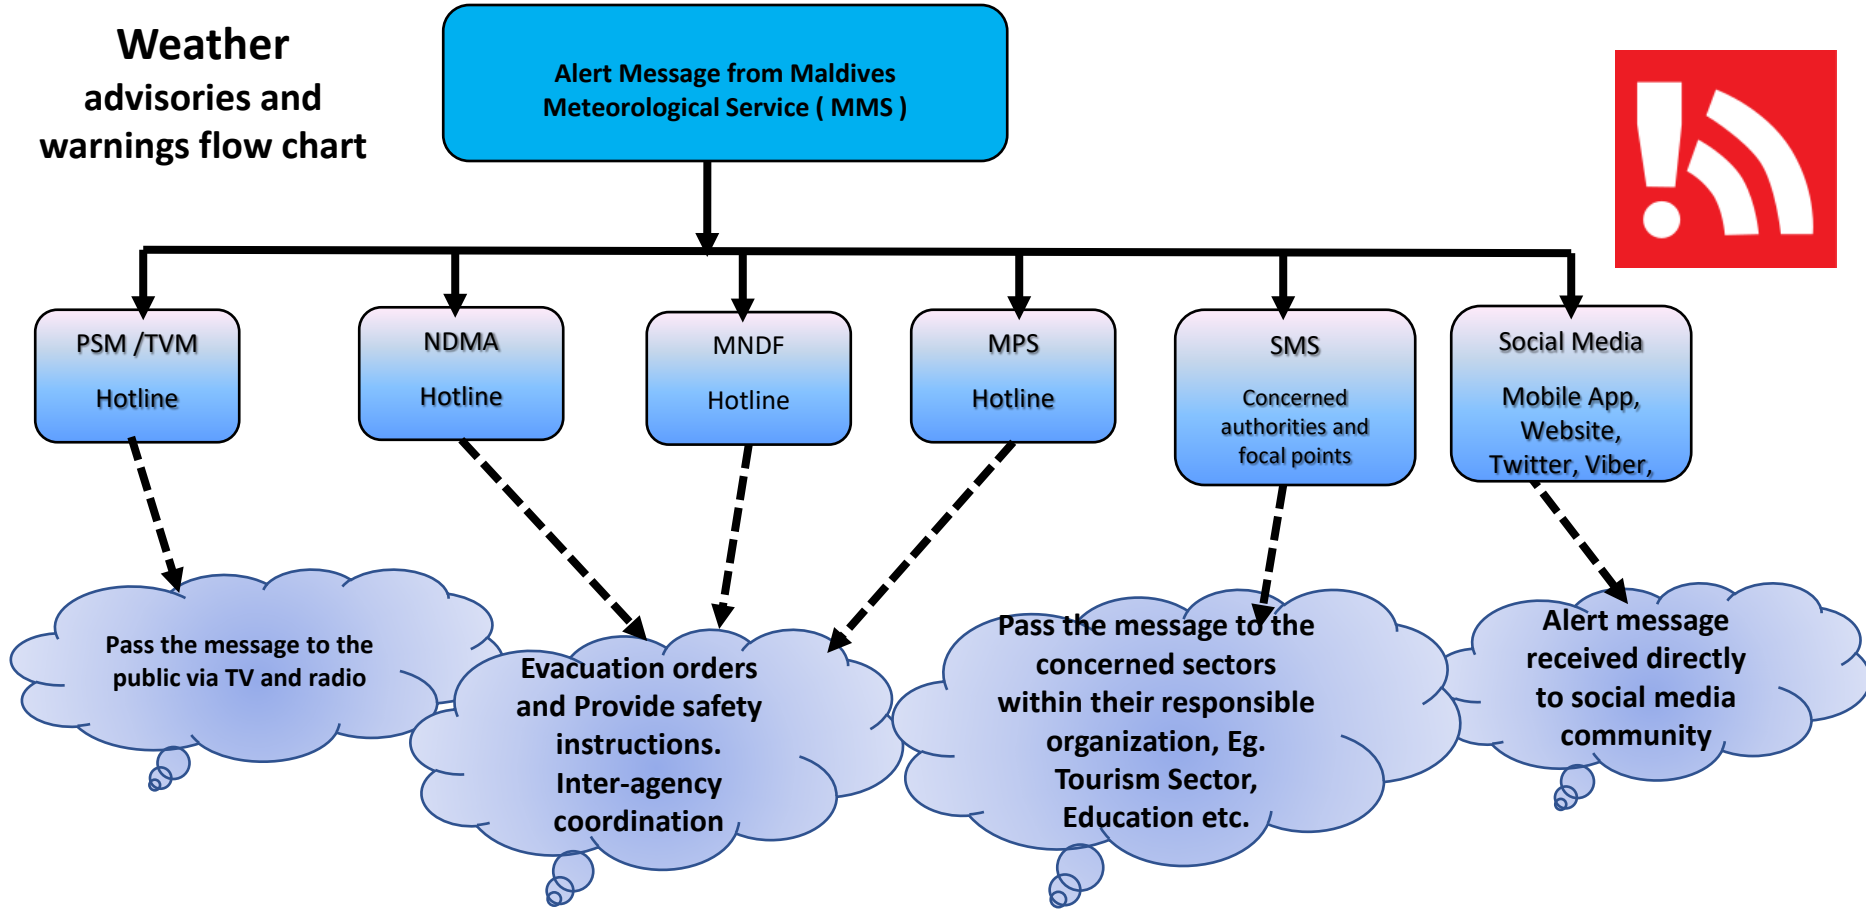 Weather
advisories and
warnings flow chart
Alert Message from Maldives
Meteorological Service ( MMS )
PSM /TVM
Hotline
NDMA
Hotline
MNDF
Hotline
MPS
Hotline
SMS
Concerned
authorities and
focal points
Social Media
Mobile App,
Website,
Twitter, Viber,
Pass the message to the
public via TV and radio
Evacuation orders
and Provide safety
instructions.
Inter-agency
coordination
Pass the message to the
concerned sectors
within their responsible
organization, Eg.
Tourism Sector,
Education etc.
Alert message
received directly
to social media
community